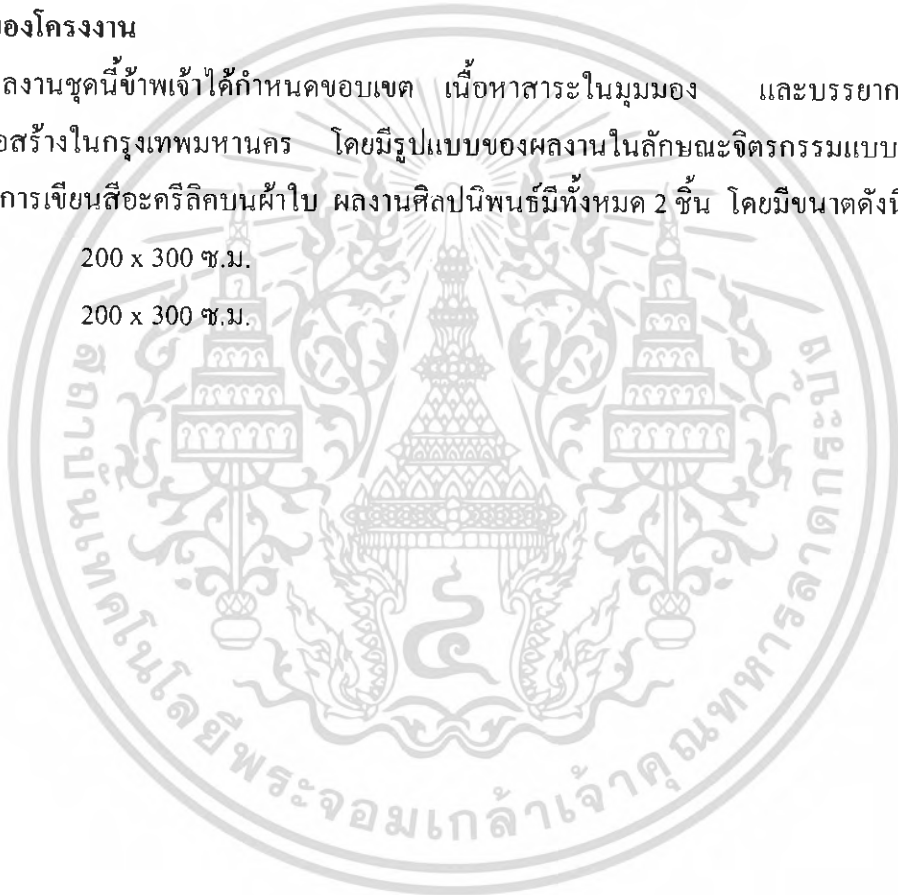 ของโครงงาน
ลงานชุดนี้ข้าพเจ้าได้กำหนดขอบเขต เนื้อหาสาระในมุมมอง และบรรยาก
อสร้างในกรุงเทพมหานคร โดยมีรูปแบบของผลงานในลักษณะจิตรกรรมแบบ
การเขียนสีอะครีลิคบนผ้าใบ ผลงานศิลปนิพนธ์มีทั้งหมด 2 ชิ้น โดยมีขนาดดังนี
200 x 300 ซ.ม.
200 x 300 ซ.ม.
สถาบันเทคโนโลยีพระจอมเกล้าเจ้าคุณทหารลาดกระบัง